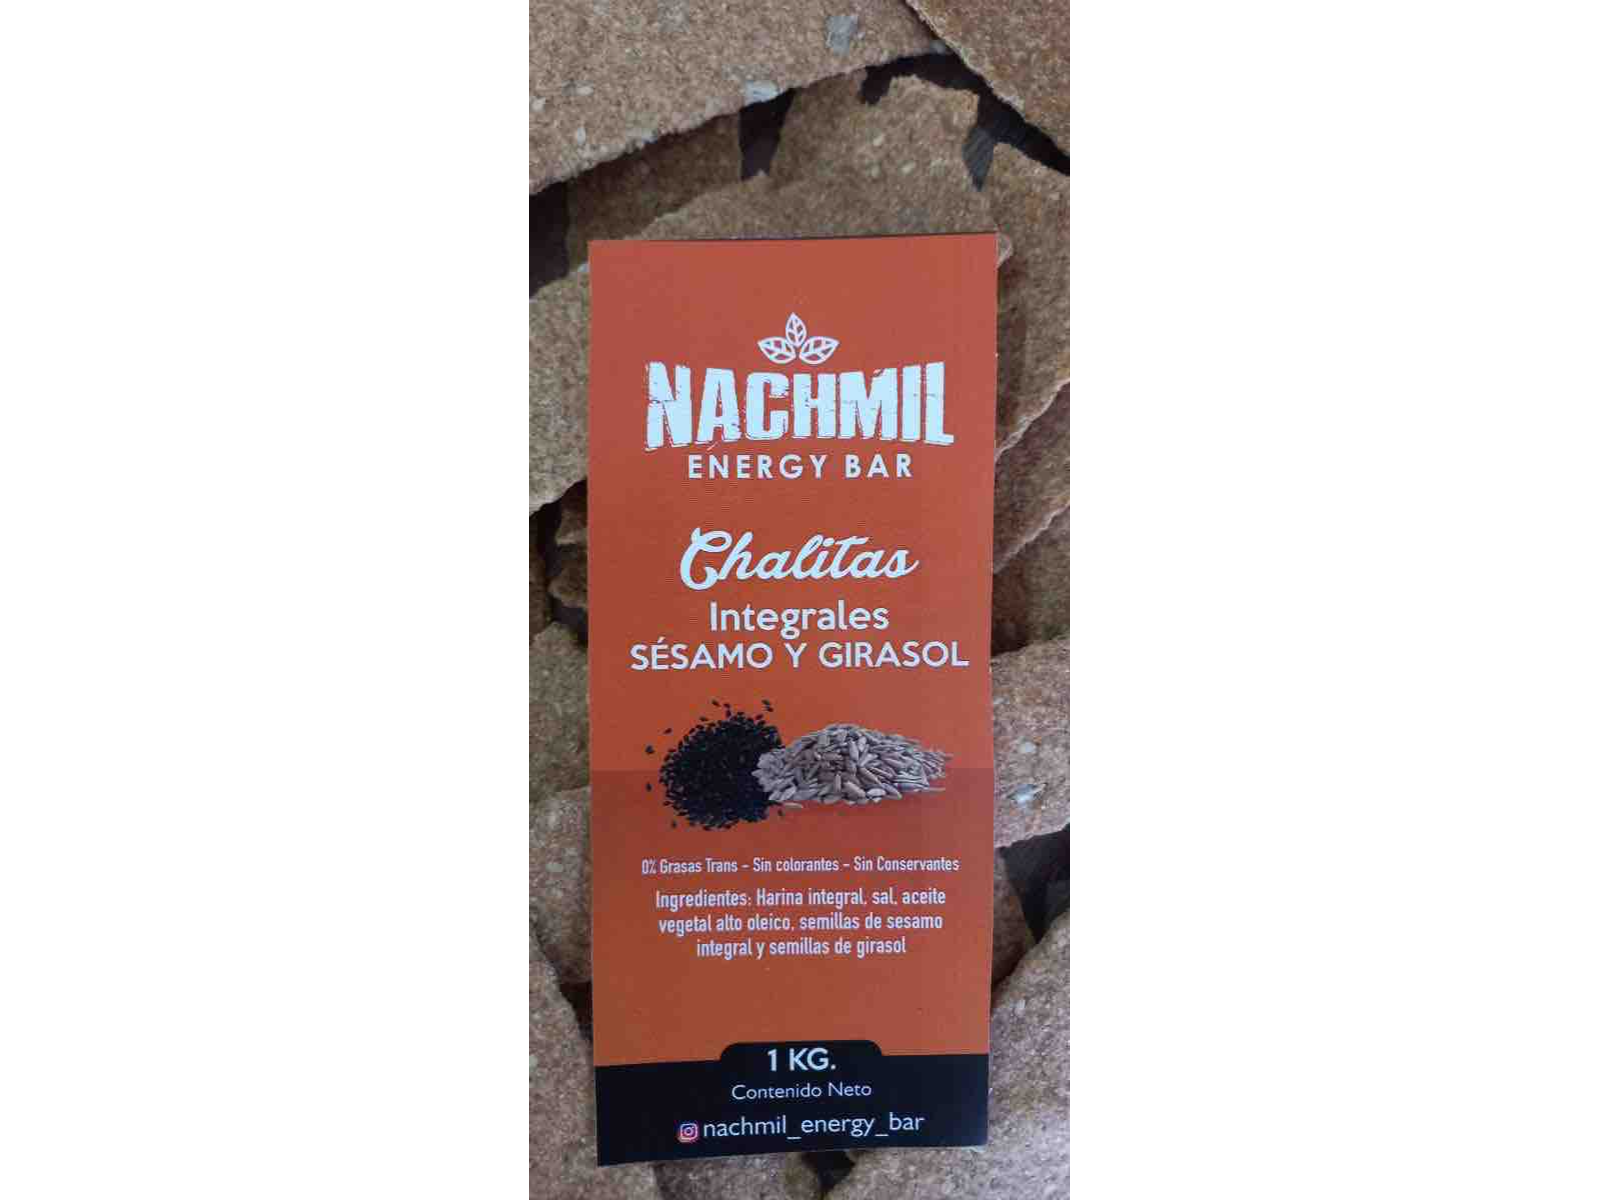 NACHMIL
ENERGY BAR
Chalitas
Integrales
SÉSAMO Y GIRASOL
0% Grasas Trans - Sin colorantes - Sin Conservantes
Ingredientes: Harina integral, sal, aceite
vegetal alto oleico, semillas de sesamo
integral y semillas de girasol
1 KG.
Contenido Neto
nachmil_energy_bar